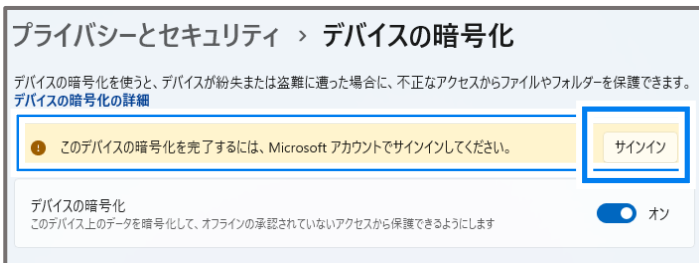 プライバシーとセキュリティ › デバイスの暗号化
デバイスの暗号化を使うと、デバイスが紛失または盗難に遭った場合に、不正なアクセスからファイルやフォルダーを保護できます。
デバイスの暗号化の詳細
このデバイスの暗号化を完了するには、Microsoft アカウントでサインインしてください。 サインイン
デバイスの暗号化
このデバイス上のデータを暗号化して、オフラインの承認されていないアクセスから保護できるようにします
オン